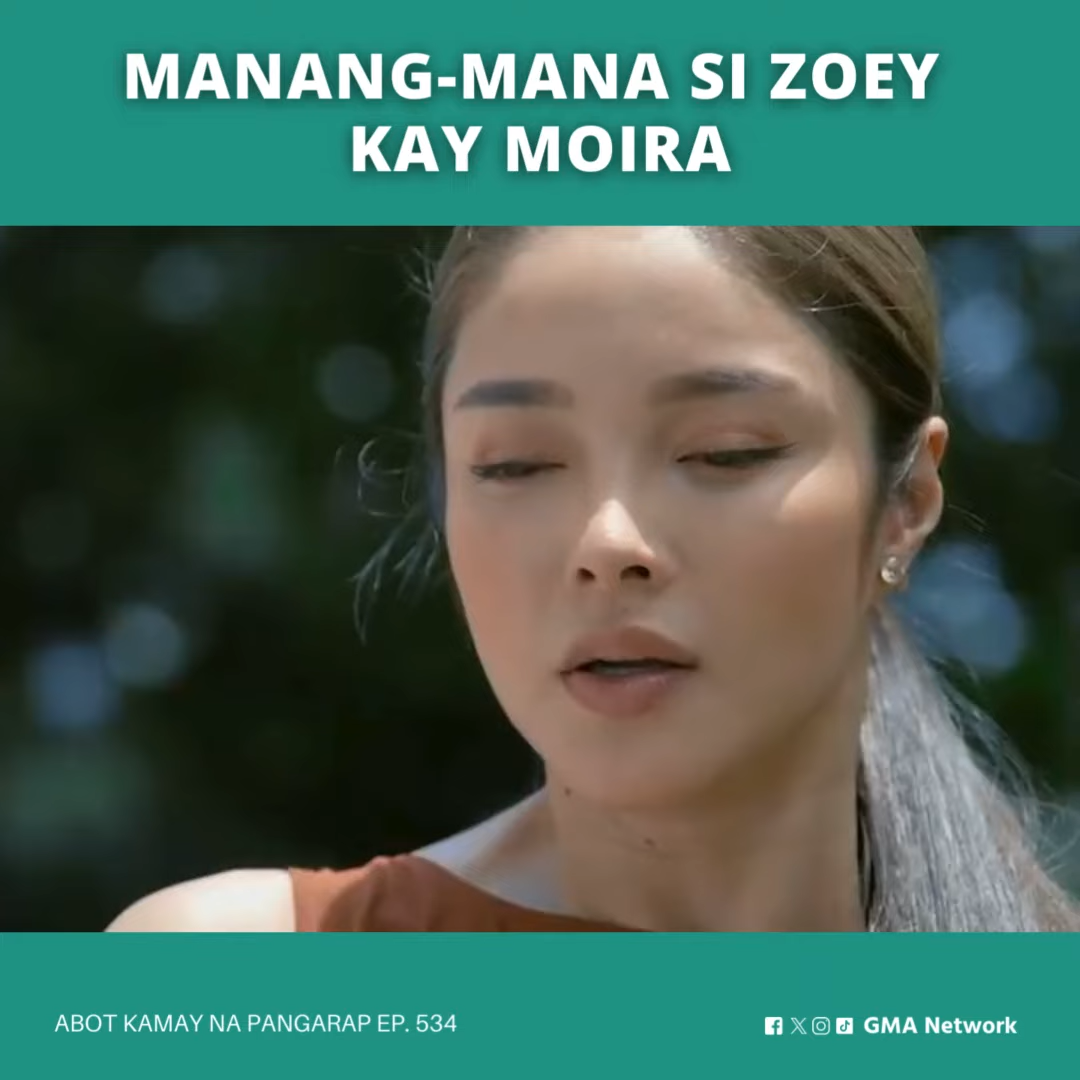 MANANG-MANA SI ZOEY
KAY MOIRA
ABOT KAMAY NA PANGARAP EP. 534
GMA Network